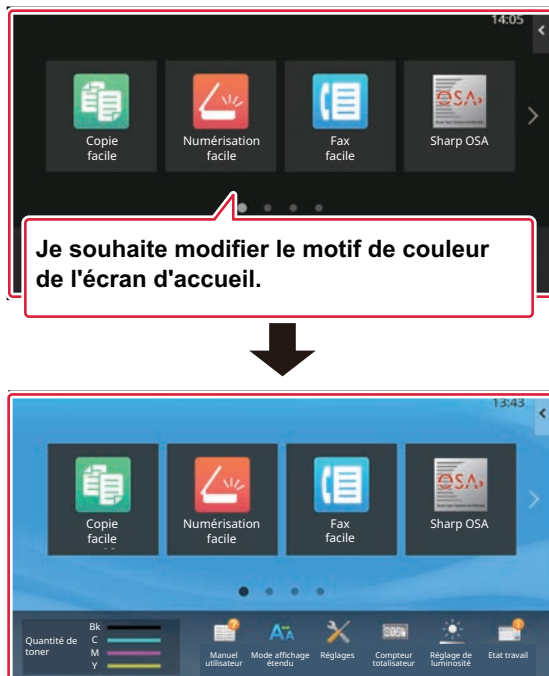 14:05
Copie
facile
Numérisation
facile
Fax
facile
Sharp OSA
OSA
Je souhaite modifier le motif de couleur
de l'écran d'accueil.
13:43
Copie
facile
Numérisation
facile
Fax
facile
Sharp OSA
OSA
Quantité de
toner
Bk
C
M
Y
Manuel
utilisateur
Mode affichage
étendu
Réglages
Compteur
totalisateur
Réglage de
luminosité
Etat travail